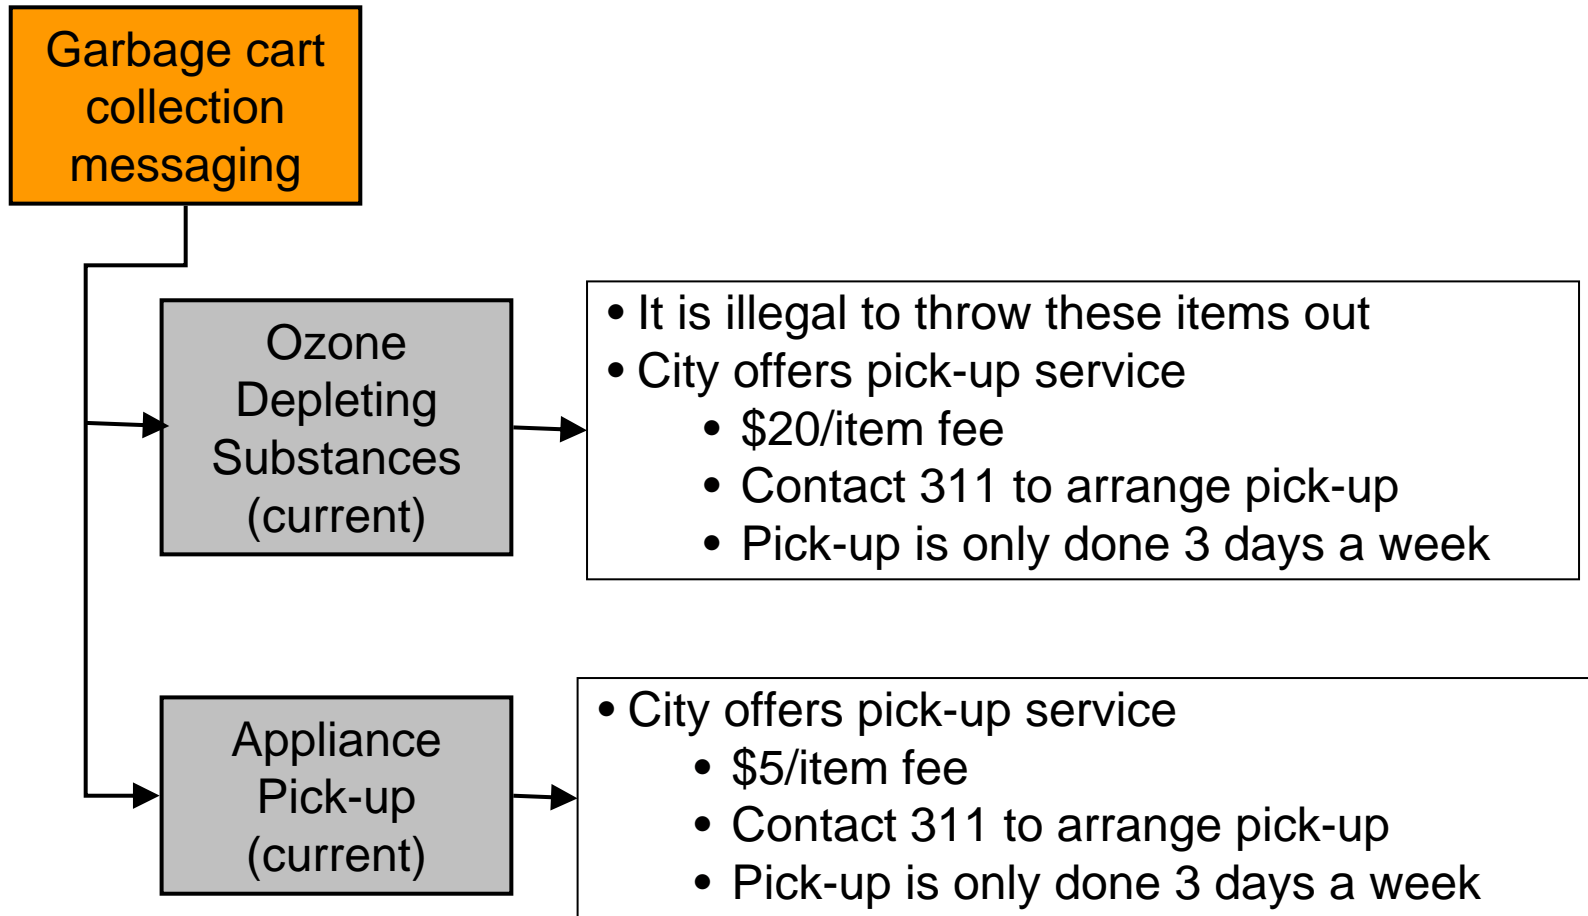 Garbage cart
collection
messaging
Ozone
Depleting
Substances
(current)
• It is illegal to throw these items out
• City offers pick-up service
• $20/item fee
• Contact 311 to arrange pick-up
• Pick-up is only done 3 days a week
Appliance
Pick-up
(current)
• City offers pick-up service
• $5/item fee
• Contact 311 to arrange pick-up
• Pick-up is only done 3 days a week